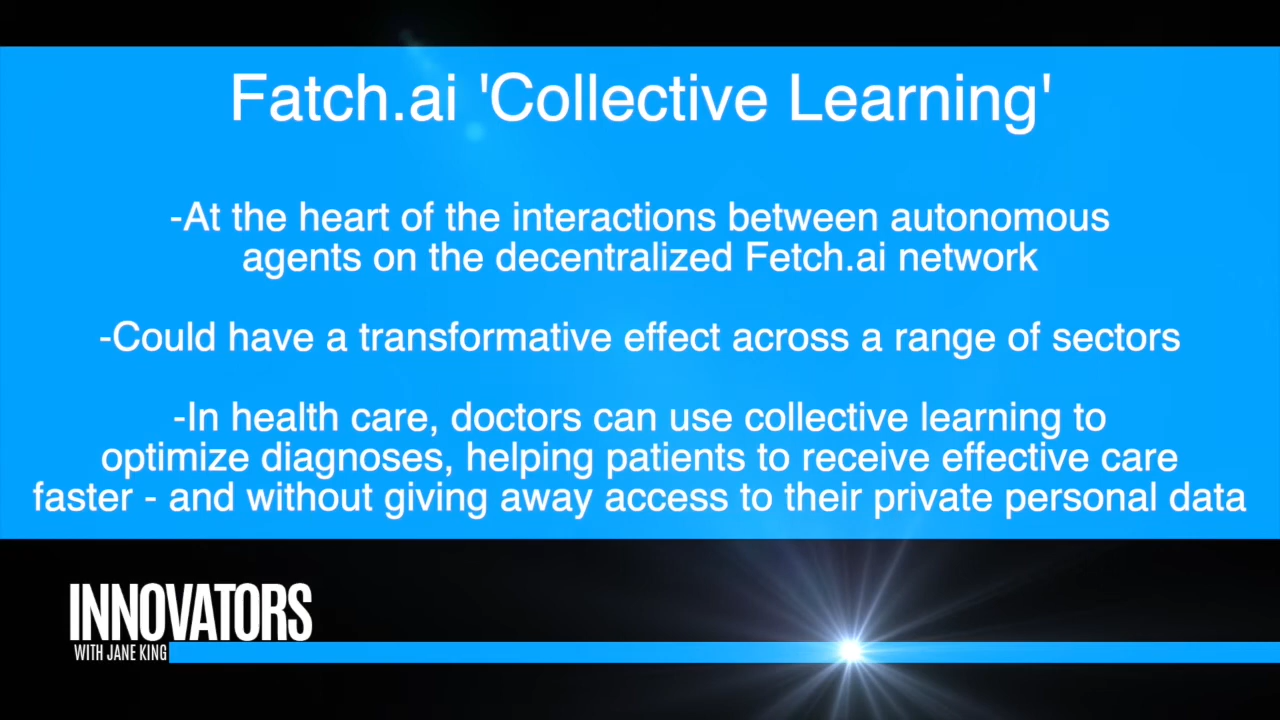 Fatch.ai 'Collective Learning'
-At the heart of the interactions between autonomous
agents on the decentralized Fetch.ai network
-Could have a transformative effect across a range of sectors
-In health care, doctors can use collective learning to
optimize diagnoses, helping patients to receive effective care
faster - and without giving away access to their private personal data
INNOVATORS
WITH JANE KING